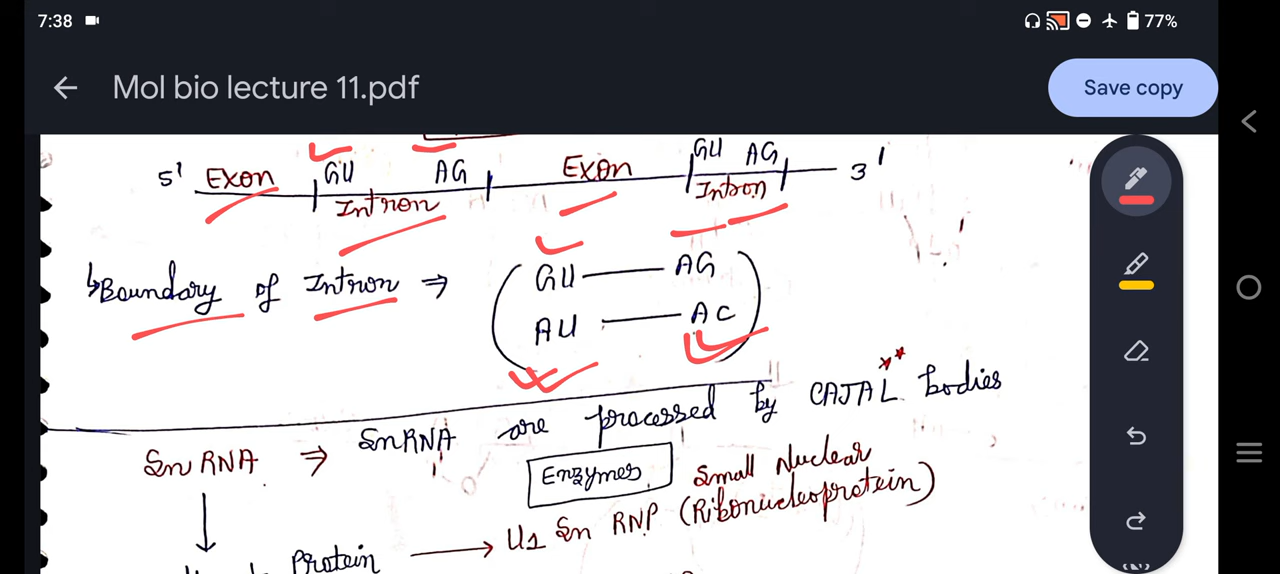 7:38 77%
Mol bio lecture 11.pdf Save copy
5' Exon GU AG Exon GU AG 3'
Intron Intron
↳Boundary of Intron ⇒ GU — AG
AU — AC
SnRNA ⇒ SnRNA are processed by CAJAL bodies
Enzymes Small Nuclear
protein → U1 Sn RNP (Ribonucleoprotein)